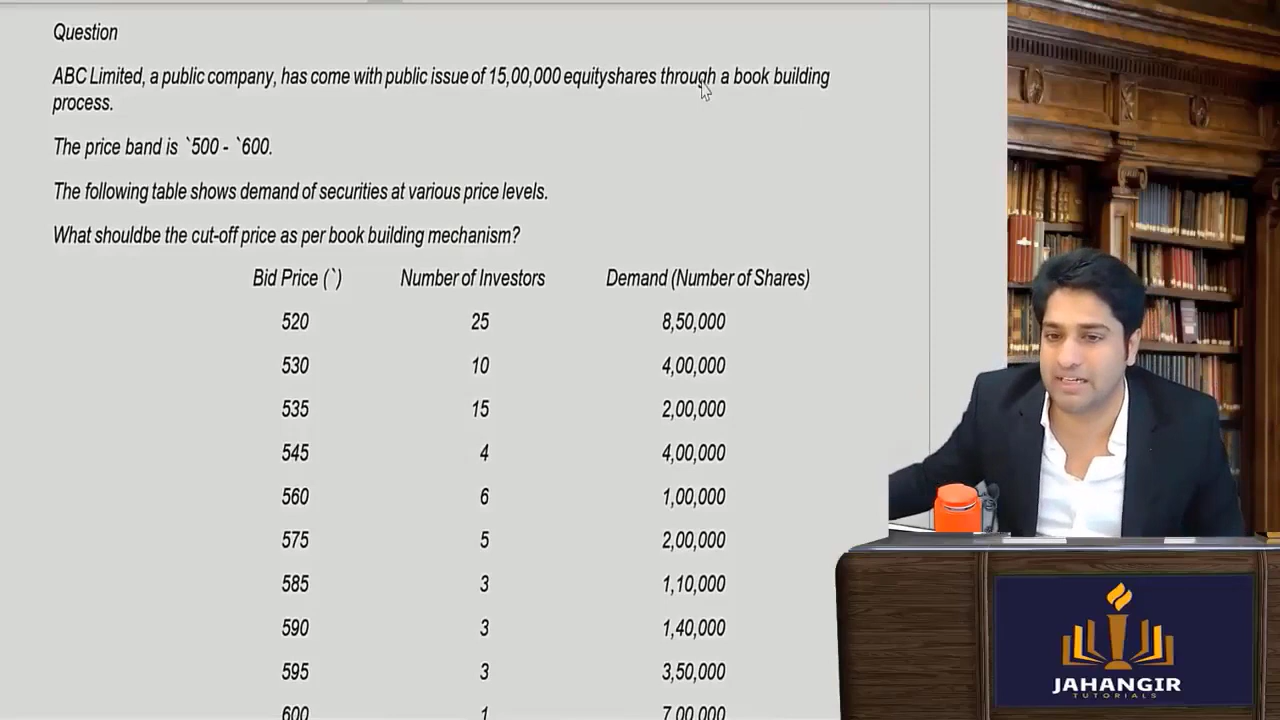 Question
ABC Limited, a public company, has come with public issue of 15,00,000 equityshares through a book building
process.
The price band is `500 - `600.
The following table shows demand of securities at various price levels.
What shouldbe the cut-off price as per book building mechanism?
Bid Price (`) Number of Investors Demand (Number of Shares)
520 25 8,50,000
530 10 4,00,000
535 15 2,00,000
545 4 4,00,000
560 6 1,00,000
575 5 2,00,000
585 3 1,10,000
590 3 1,40,000
595 3 3,50,000
600 1 7,00,000
JAHANGIR
TUTORIALS